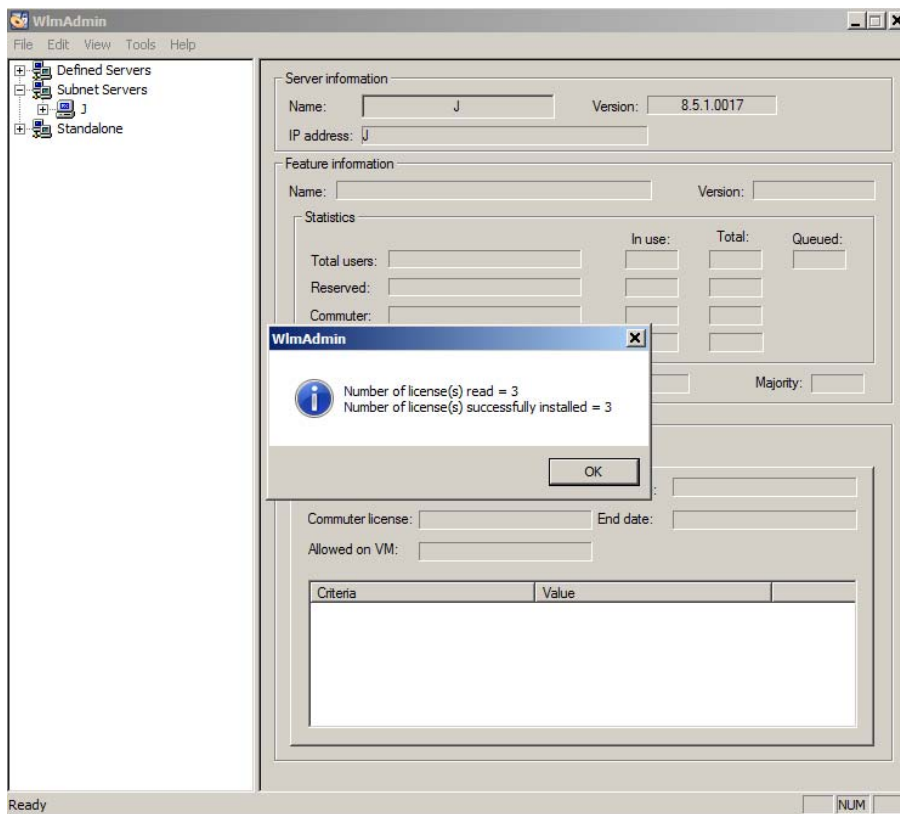 WlmAdmin
File Edit View Tools Help
Defined Servers
Subnet Servers
J
Standalone
Server information
Name: J Version: 8.5.1.0017
IP address: J
Feature information
Name: Version:
Statistics
In use: Total: Queued:
Total users:
Reserved:
Commuter:
WlmAdmin
Majority:
Number of license(s) read = 3
Number of license(s) successfully installed = 3
OK
Commuter license: End date:
Allowed on VM:
Criteria Value
Ready NUM